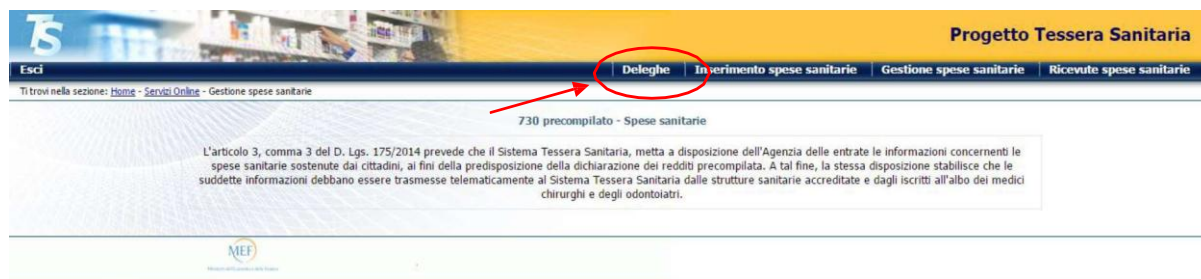 TS
Progetto Tessera Sanitaria
Esci Deleghe Inserimento spese sanitarie Gestione spese sanitarie Ricevute spese sanitarie
Ti trovi nella sezione: Home - Servizi Online - Gestione spese sanitarie
730 precompilato - Spese sanitarie
L'articolo 3, comma 3 del D. Lgs. 175/2014 prevede che il Sistema Tessera Sanitaria, metta a disposizione dell'Agenzia delle entrate le informazioni concernenti le
spese sanitarie sostenute dai cittadini, ai fini della predisposizione della dichiarazione dei redditi precompilata. A tal fine, la stessa disposizione stabilisce che le
suddette informazioni debbano essere trasmesse telematicamente al Sistema Tessera Sanitaria dalle strutture sanitarie accreditate e dagli iscritti all'albo dei medici
chirurghi e degli odontoiatri.
MEF